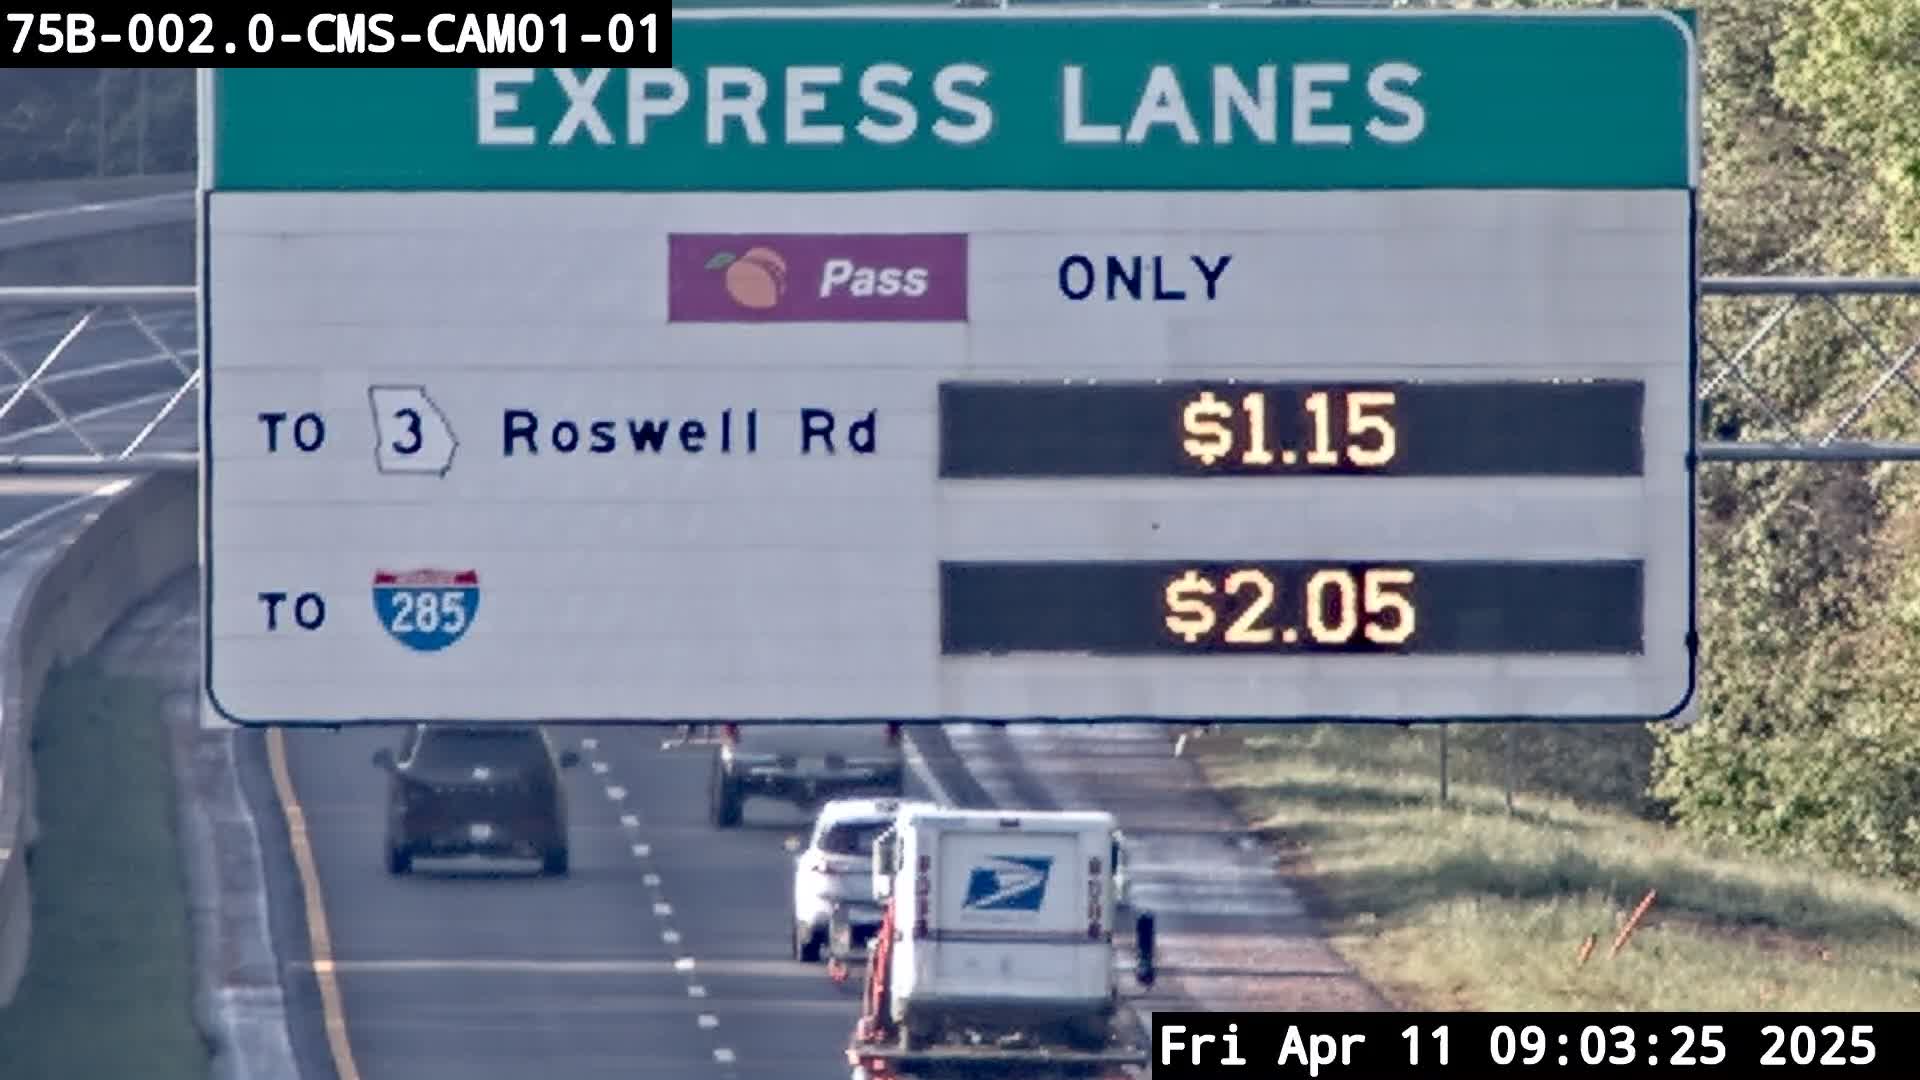 75B-002.0-CMS-CAM01-01
EXPRESS LANES
Pass ONLY
TO 3 Roswell Rd $1.15
TO 285 $2.05
Fri Apr 11 09:03:25 2025